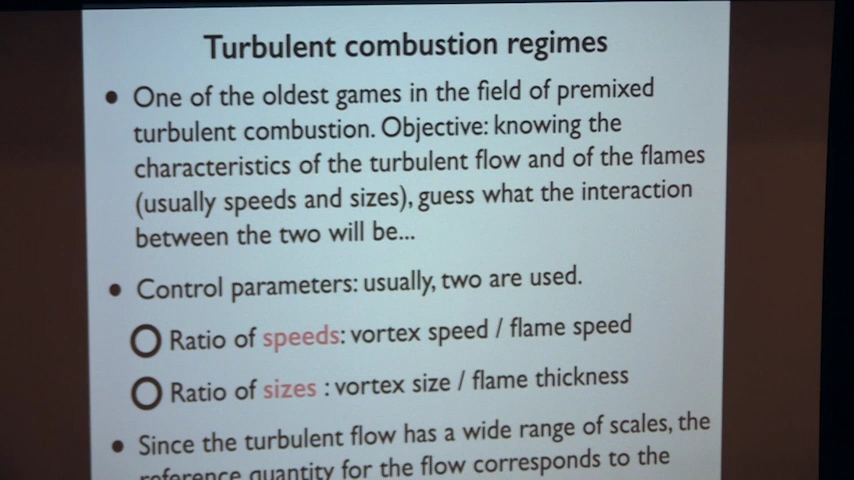 Turbulent combustion regimes
• One of the oldest games in the field of premixed
turbulent combustion. Objective: knowing the
characteristics of the turbulent flow and of the flames
(usually speeds and sizes), guess what the interaction
between the two will be...
• Control parameters: usually, two are used.
Ratio of speeds: vortex speed / flame speed
Ratio of sizes : vortex size / flame thickness
• Since the turbulent flow has a wide range of scales, the
reference quantity for the flow corresponds to the